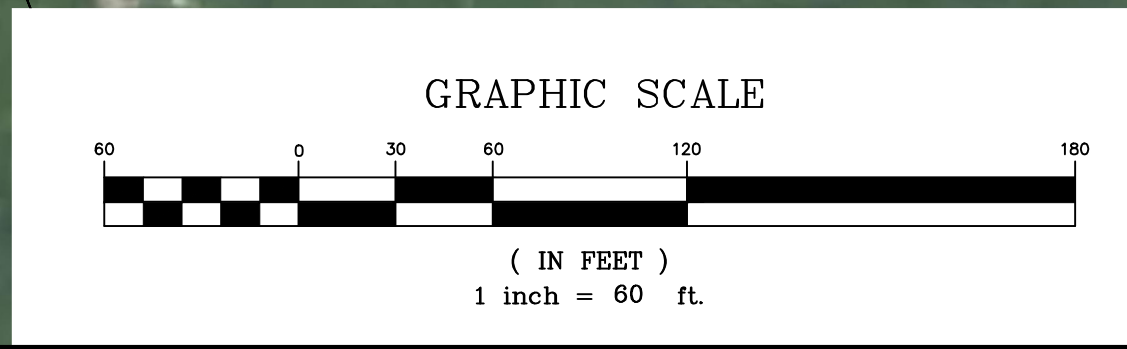 GRAPHIC SCALE
60 0 30 60 120 180
( IN FEET )
1 inch = 60 ft.